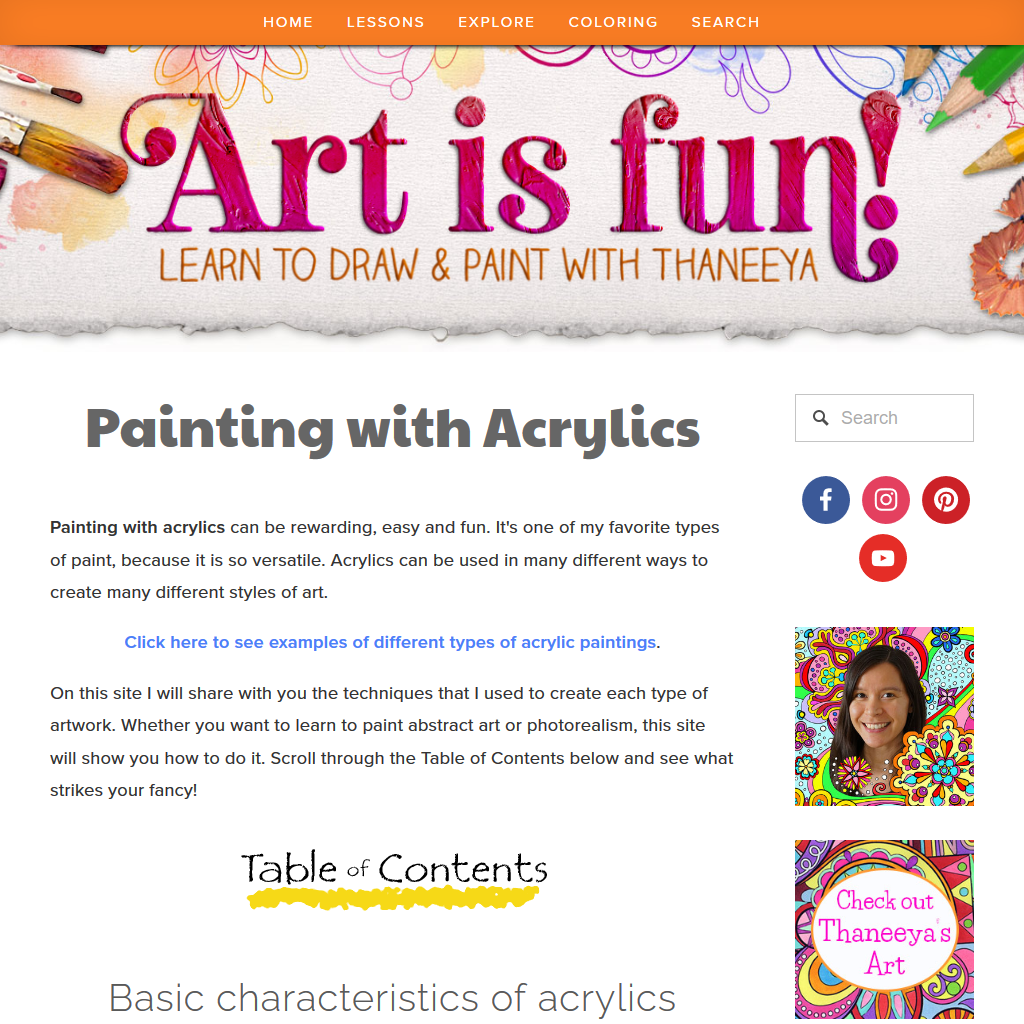 HOME LESSONS EXPLORE COLORING SEARCH
Art is fun!
LEARN TO DRAW & PAINT WITH THANEEYA
Painting with Acrylics
Search
Painting with acrylics can be rewarding, easy and fun. It's one of my favorite types
of paint, because it is so versatile. Acrylics can be used in many different ways to
create many different styles of art.
Click here to see examples of different types of acrylic paintings.
On this site I will share with you the techniques that I used to create each type of
artwork. Whether you want to learn to paint abstract art or photorealism, this site
will show you how to do it. Scroll through the Table of Contents below and see what
strikes your fancy!
Table of Contents
Check out
Thaneeya's
Art
Basic characteristics of acrylics